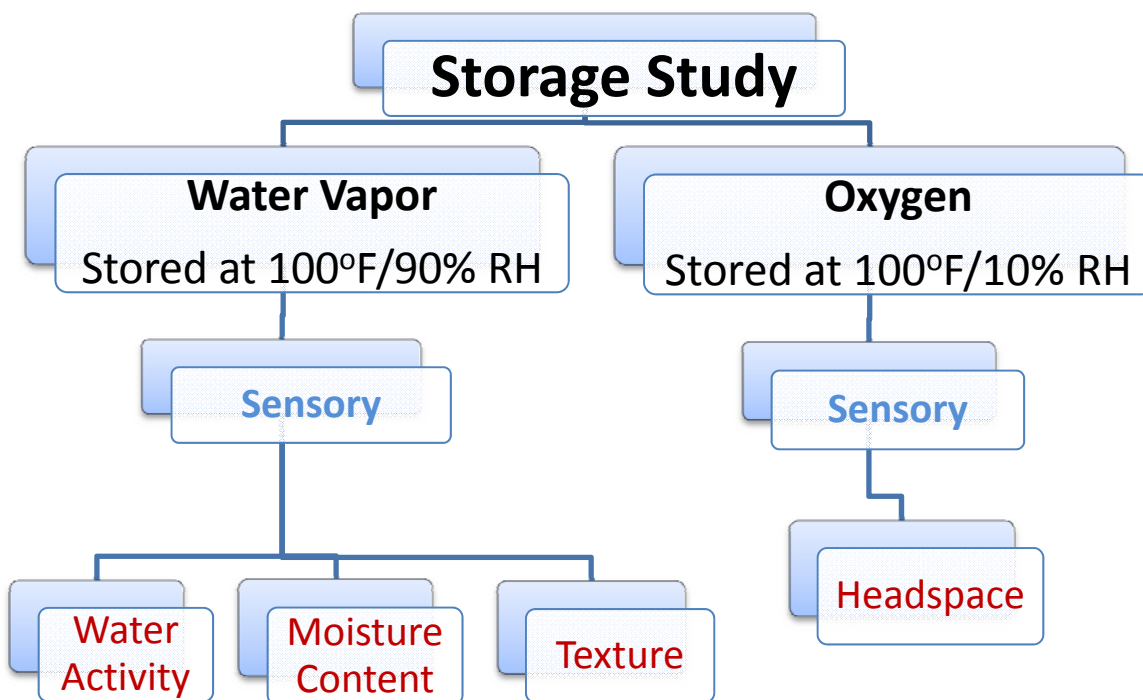 Storage Study
Water Vapor
Stored at 100ºF/90% RH
Oxygen
Stored at 100ºF/10% RH
Sensory
Sensory
Water
Activity
Moisture
Content
Texture
Headspace